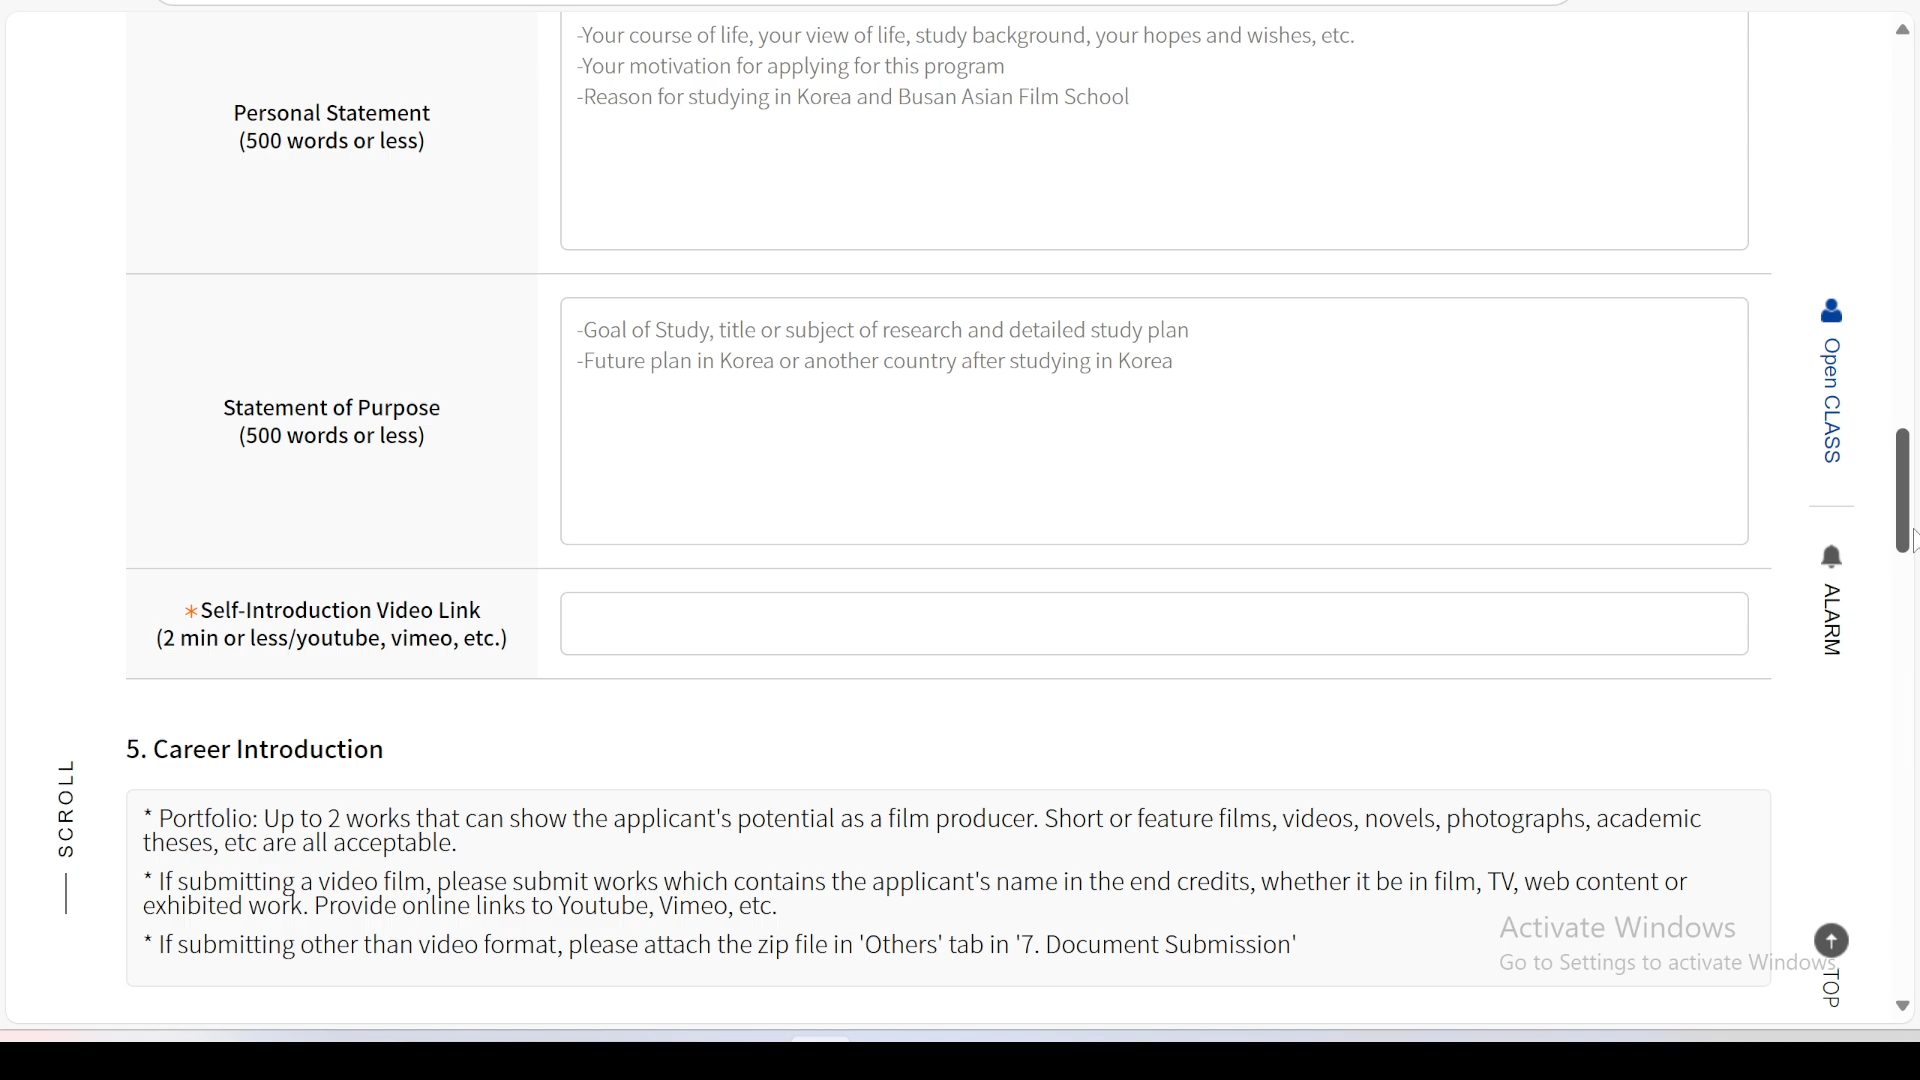 -Your course of life, your view of life, study background, your hopes and wishes, etc.
-Your motivation for applying for this program
-Reason for studying in Korea and Busan Asian Film School
Personal Statement
(500 words or less)
-Goal of Study, title or subject of research and detailed study plan
-Future plan in Korea or another country after studying in Korea
Statement of Purpose
(500 words or less)
*Self-Introduction Video Link
(2 min or less/youtube, vimeo, etc.)
5. Career Introduction
* Portfolio: Up to 2 works that can show the applicant's potential as a film producer. Short or feature films, videos, novels, photographs, academic
theses, etc are all acceptable.
* If submitting a video film, please submit works which contains the applicant's name in the end credits, whether it be in film, TV, web content or
exhibited work. Provide online links to Youtube, Vimeo, etc.
* If submitting other than video format, please attach the zip file in 'Others' tab in '7. Document Submission'
SCROLL
Open CLASS
ALARM
TOP
Activate Windows
Go to Settings to activate Windows.